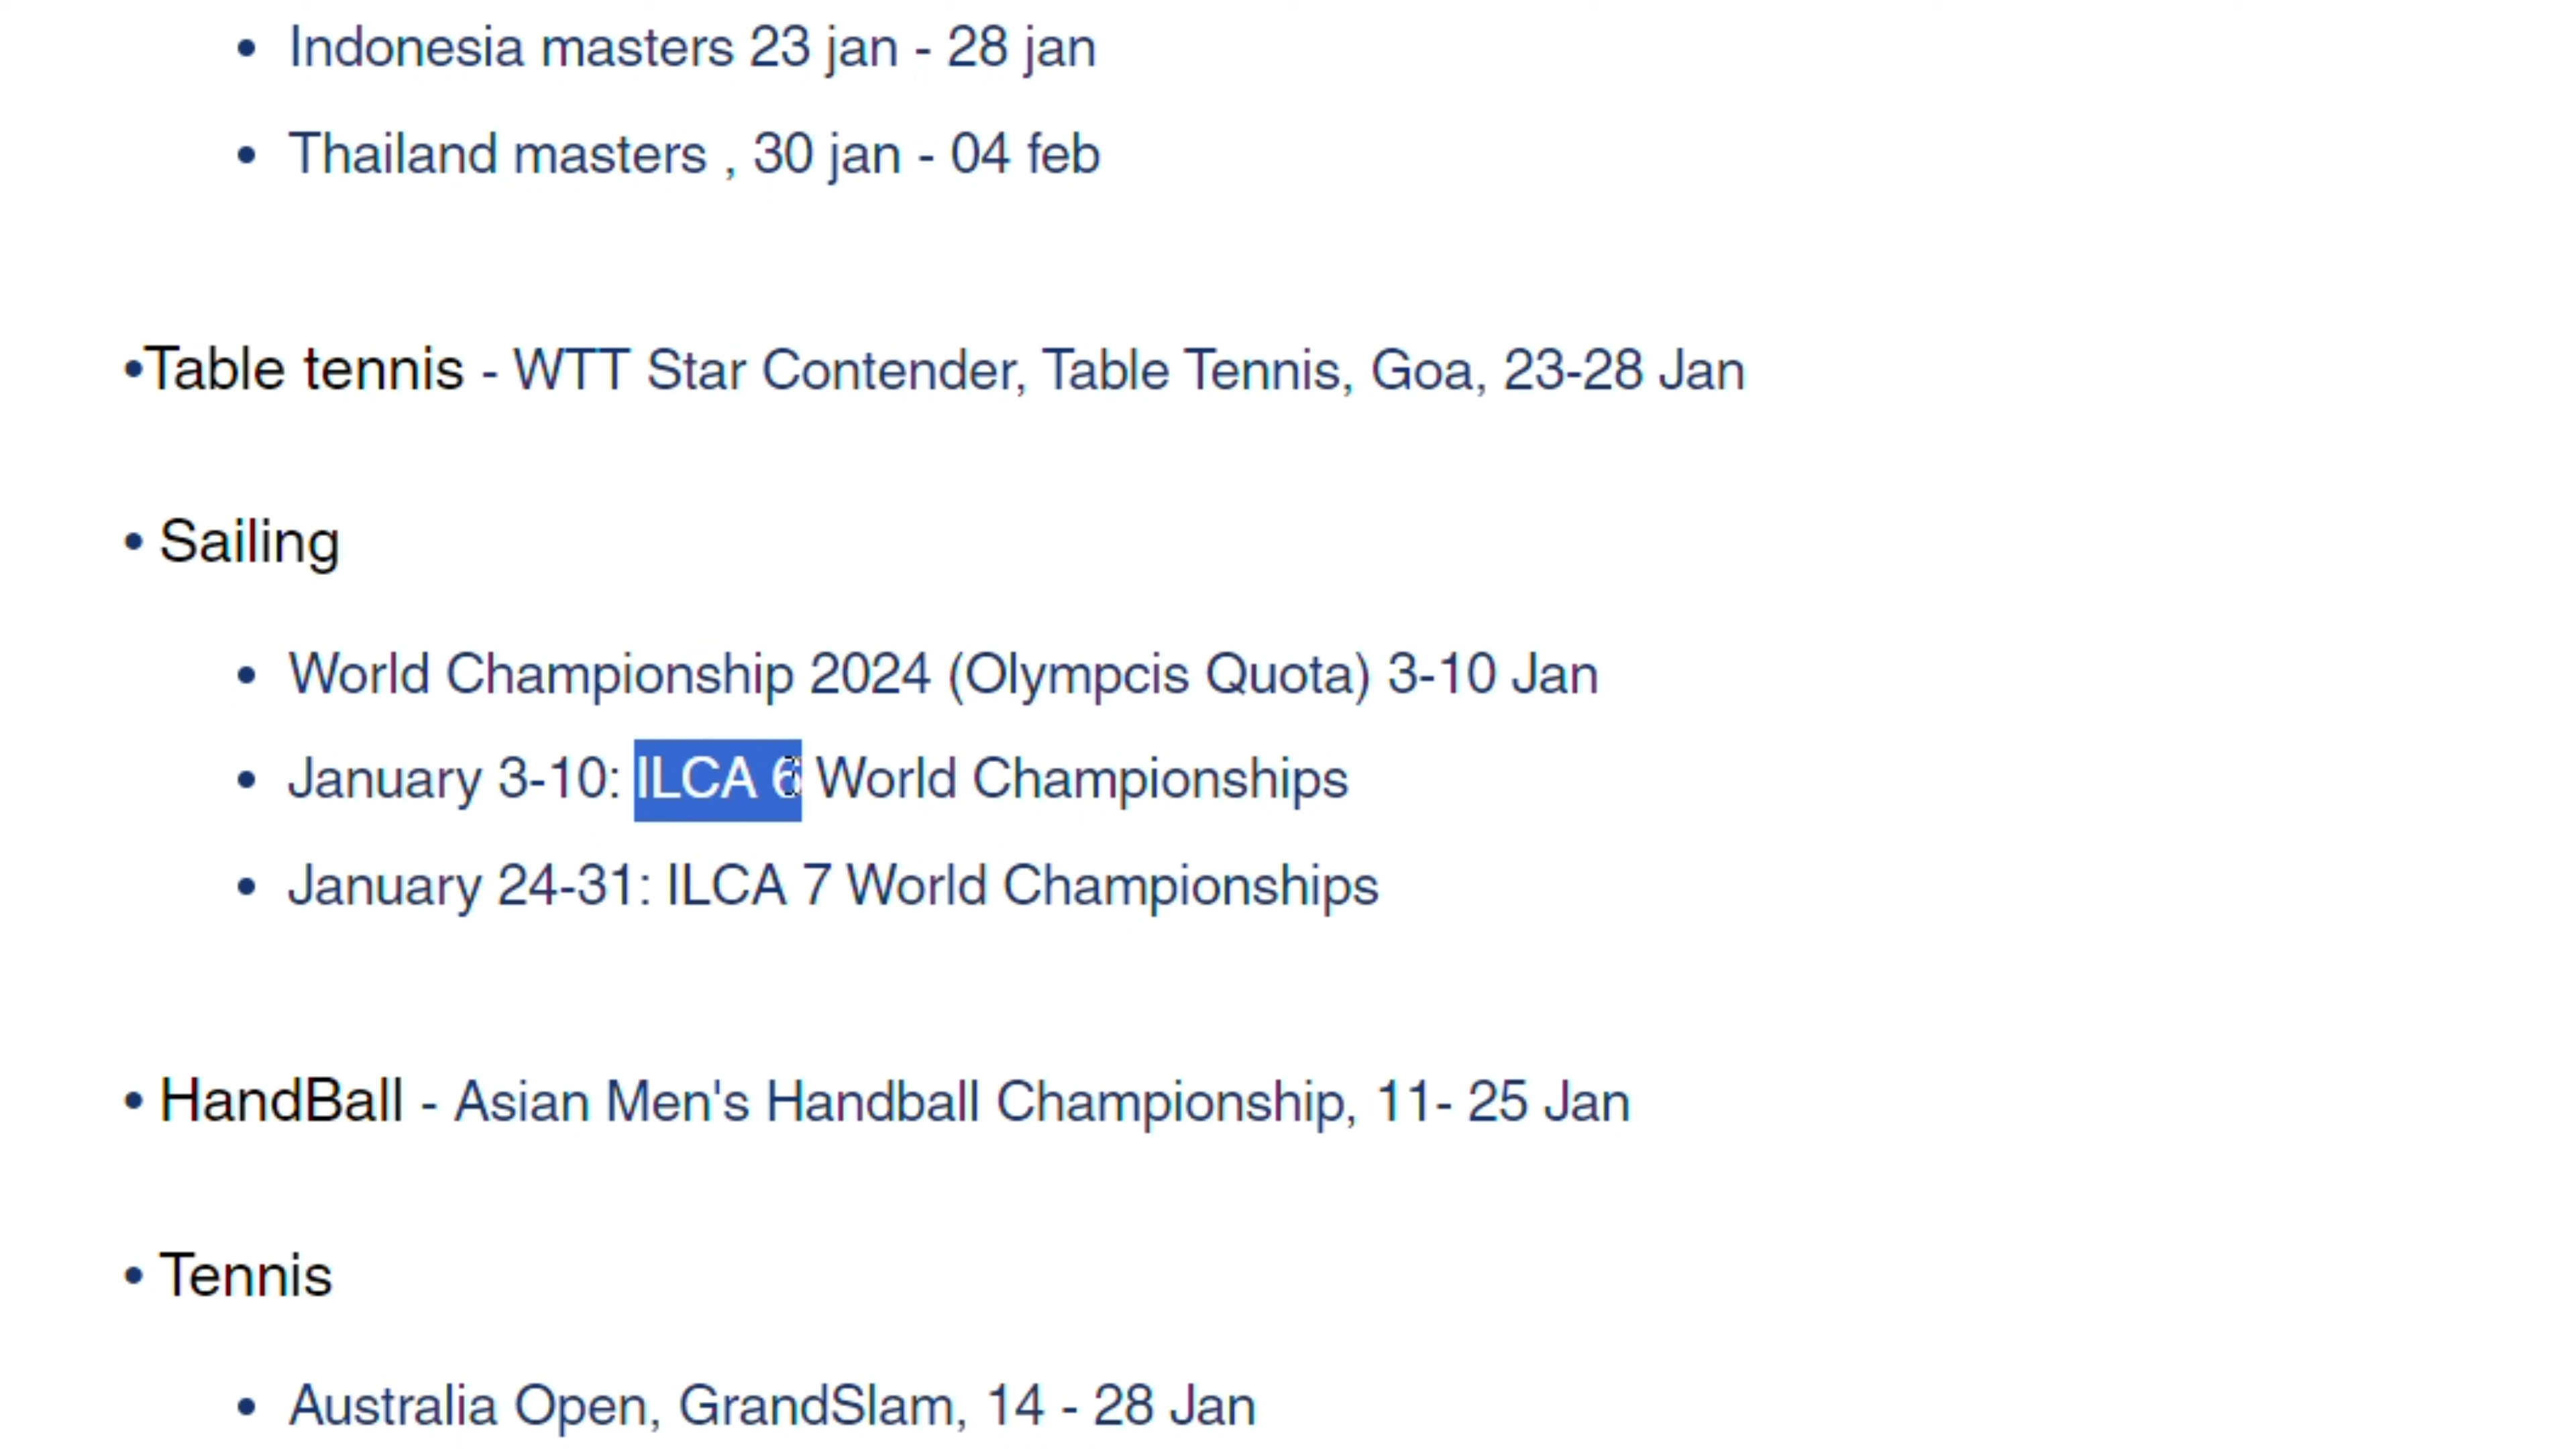 • Indonesia masters 23 jan - 28 jan
• Thailand masters , 30 jan - 04 feb
•Table tennis - WTT Star Contender, Table Tennis, Goa, 23-28 Jan
• Sailing
• World Championship 2024 (Olympcis Quota) 3-10 Jan
• January 3-10: ILCA 6 World Championships
• January 24-31: ILCA 7 World Championships
• HandBall - Asian Men's Handball Championship, 11- 25 Jan
• Tennis
• Australia Open, GrandSlam, 14 - 28 Jan